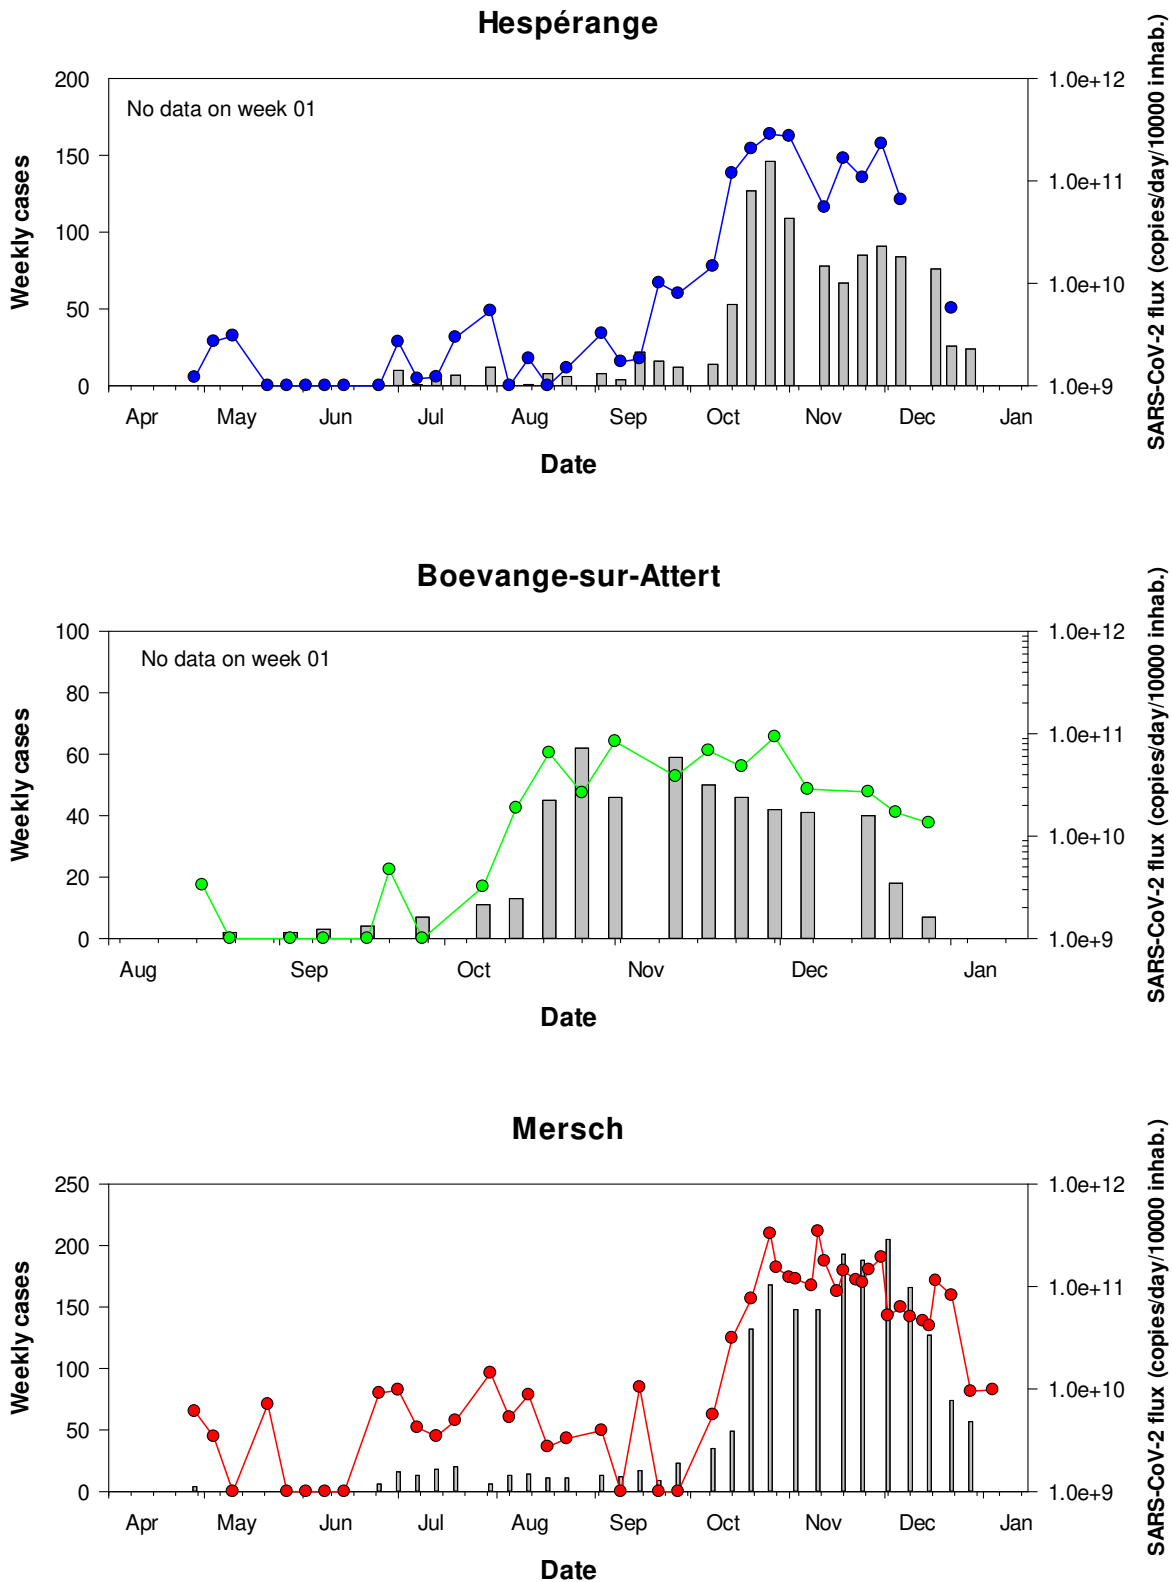 Hespérange
No data on week 01
Weekly cases
200
150
100
50
0
1.0e+12
1.0e+11
1.0e+10
1.0e+9
SARS-CoV-2 flux (copies/day/10000 inhab.)
Apr May Jun Jul Aug Sep Oct Nov Dec Jan
Date
Boevange-sur-Attert
No data on week 01
Weekly cases
100
80
60
40
20
0
1.0e+12
1.0e+11
1.0e+10
1.0e+9
SARS-CoV-2 flux (copies/day/10000 inhab.)
Aug Sep Oct Nov Dec Jan
Date
Mersch
Weekly cases
250
200
150
100
50
0
1.0e+12
1.0e+11
1.0e+10
1.0e+9
SARS-CoV-2 flux (copies/day/10000 inhab.)
Apr May Jun Jul Aug Sep Oct Nov Dec Jan
Date